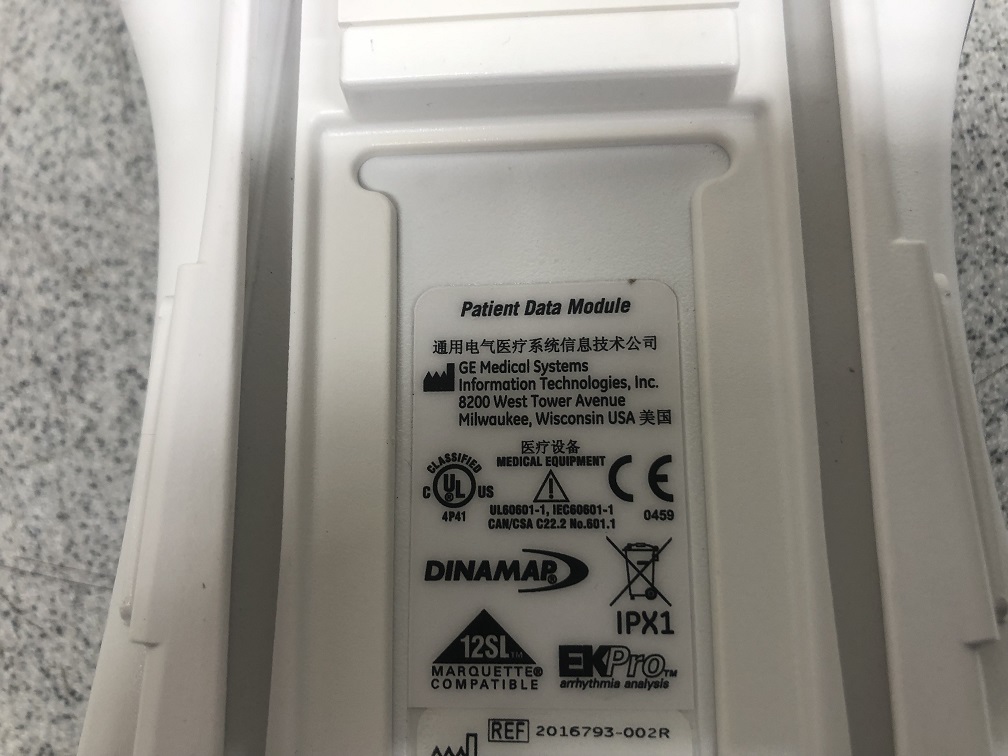 Patient Data Module
通用电气医疗系统信息技术公司
GE Medical Systems
Information Technologies, Inc.
8200 West Tower Avenue
Milwaukee, Wisconsin USA 美国
医疗设备
MEDICAL EQUIPMENT
CLASSIFIED
C UL® US
4P41
UL60601-1, IEC60601-1
CAN/CSA C22.2 No.601.1
CE
0459
DINAMAP®
IPX1
12SL™
MARQUETTE®
COMPATIBLE
EK-Pro™
arrhythmia analysis
REF 2016793-002R